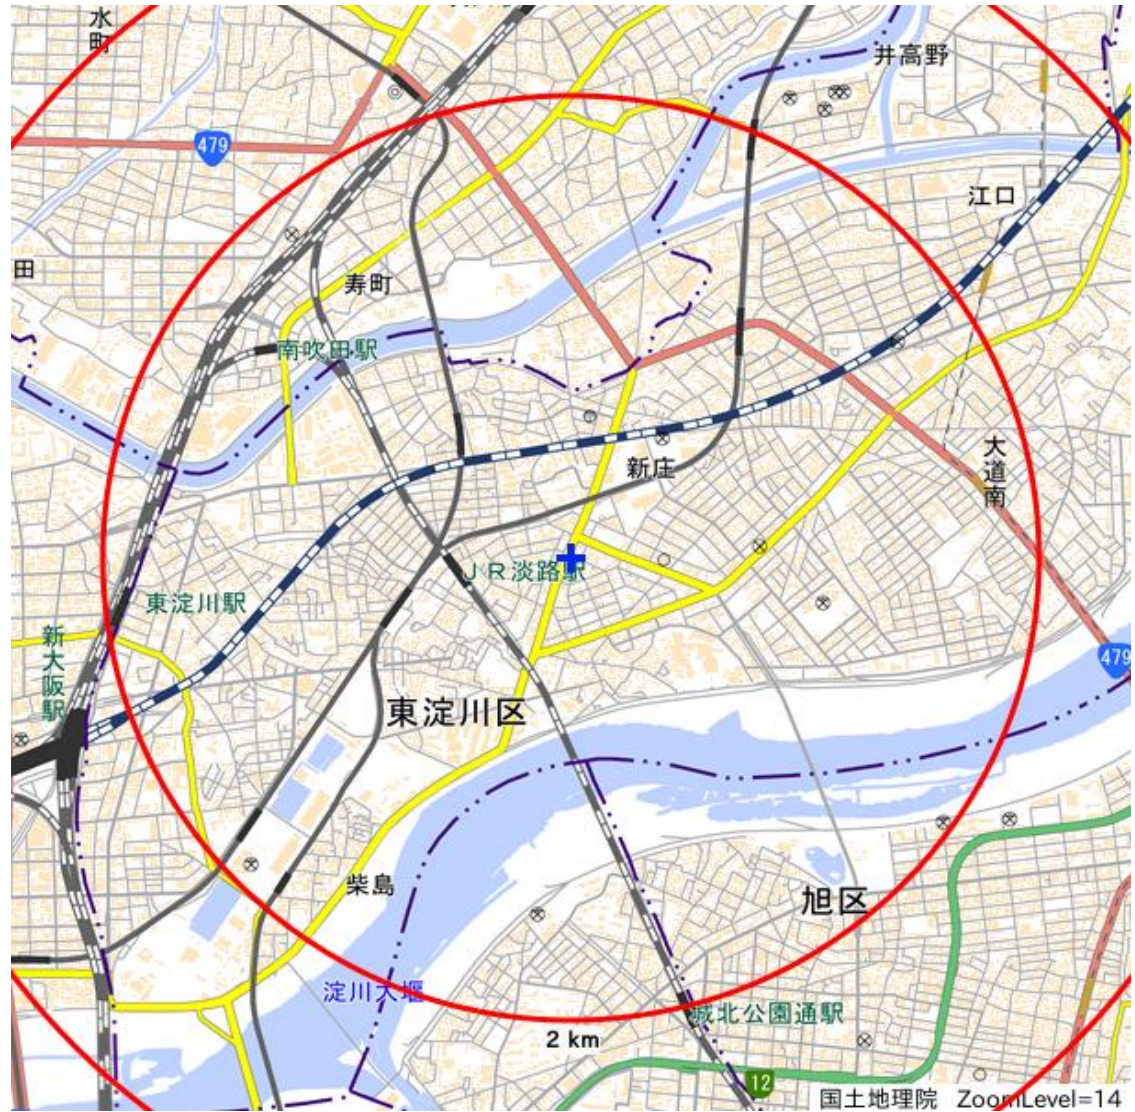 水町
井高野
479
江口
田
寿町
南吹田駅
大道南
新庄
JR淡路駅
東淀川駅
新大阪駅
479
東淀川区
柴島
旭区
淀川大堰
城北公園通駅
2 km
12
国土地理院 ZoomLevel=14